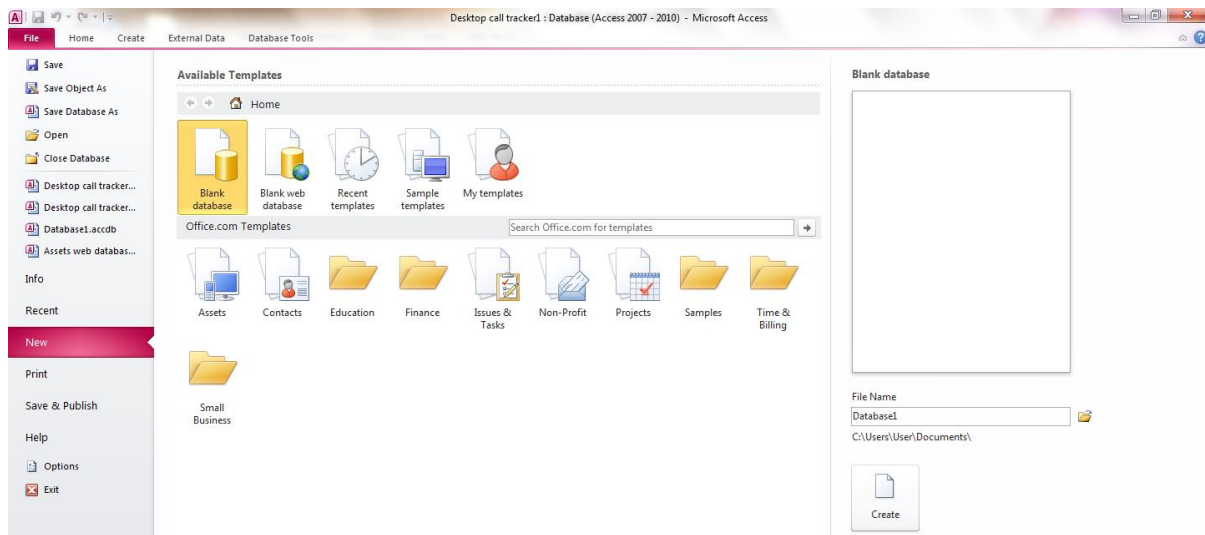 Desktop call tracker1 : Database (Access 2007 - 2010) - Microsoft Access
File Home Create External Data Database Tools
Save
Save Object As
Save Database As
Open
Close Database
Desktop call tracker...
Desktop call tracker...
Database1.accdb
Assets web databas...
Info
Recent
New
Print
Save & Publish
Help
Options
Exit
Available Templates
Home
Blank
database
Blank web
database
Recent
templates
Sample
templates
My templates
Office.com Templates
Search Office.com for templates
Assets
Contacts
Education
Finance
Issues &
Tasks
Non-Profit
Projects
Samples
Time &
Billing
Small
Business
Blank database
File Name
Database1
C:\Users\User\Documents\
Create